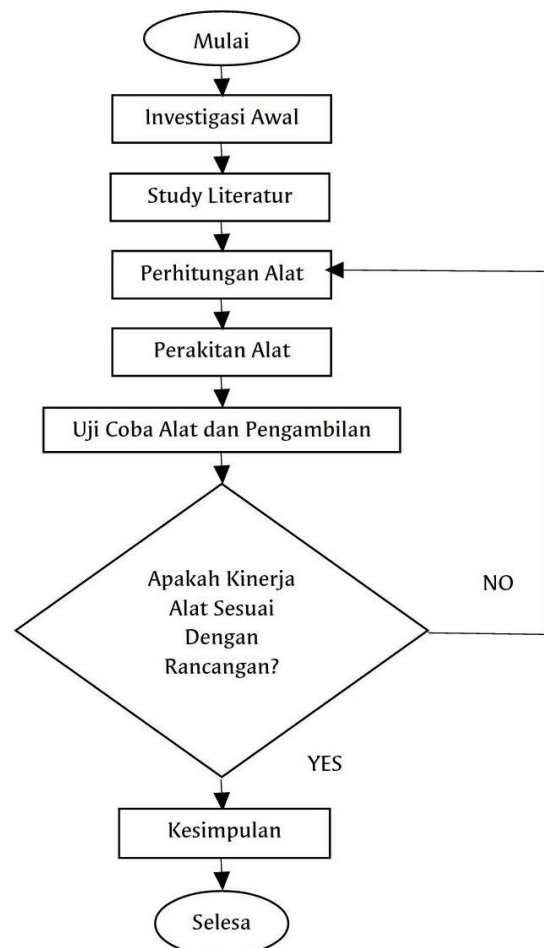 Mulai
Investigasi Awal
Study Literatur
Perhitungan Alat
Perakitan Alat
Uji Coba Alat dan Pengambilan
Apakah Kinerja
Alat Sesuai
Dengan
Rancangan?
NO
YES
Kesimpulan
Selesa